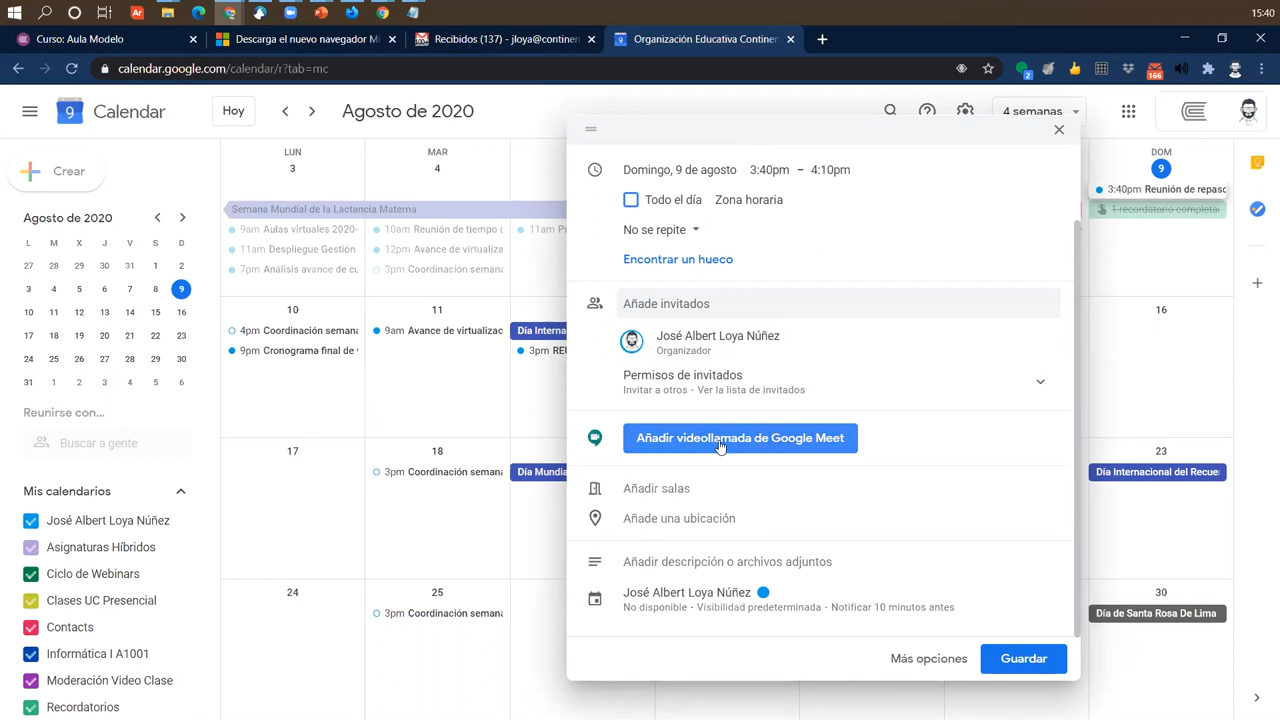 15:40
Curso: Aula Modelo
Descarga el nuevo navegador Mi
Recibidos (137) - jloya@continen
Organización Educativa Continen
calendar.google.com/calendar/r?tab=mc
2
166
9
Calendar
Hoy
Agosto de 2020
4 semanas
Crear
Agosto de 2020
L M X J V S D
27 28 29 30 31 1 2
3 4 5 6 7 8 9
10 11 12 13 14 15 16
17 18 19 20 21 22 23
24 25 26 27 28 29 30
31 1 2 3 4 5 6
Reunirse con...
Buscar a gente
Mis calendarios
José Albert Loya Núñez
Asignaturas Híbridos
Ciclo de Webinars
Clases UC Presencial
Contacts
Informática I A1001
Moderación Video Clase
Recordatorios
LUN
3
MAR
4
DOM
9
Semana Mundial de la Lactancia Materna
9am Aulas virtuales 2020-
11am Despliegue Gestión
7pm Análisis avance de cu
10am Reunión de tiempo c
12pm Avance de virtualiza
3pm Coordinación semana
11am
3:40pm Reunión de repaso
1 recordatorio completa
10
4pm Coordinación semana
9pm Cronograma final de
11
9am Avance de virtualizac
Día Interna
3pm
16
17
18
3pm Coordinación semana
Día Mundia
23
Día Internacional del Recue
24
25
3pm Coordinación semana
30
Día de Santa Rosa De Lima
Domingo, 9 de agosto 3:40pm – 4:10pm
Todo el día Zona horaria
No se repite
Encontrar un hueco
Añade invitados
José Albert Loya Núñez
Organizador
Permisos de invitados
Invitar a otros · Ver la lista de invitados
Añadir videollamada de Google Meet
Añadir salas
Añade una ubicación
Añadir descripción o archivos adjuntos
José Albert Loya Núñez
No disponible · Visibilidad predeterminada · Notificar 10 minutos antes
Más opciones
Guardar